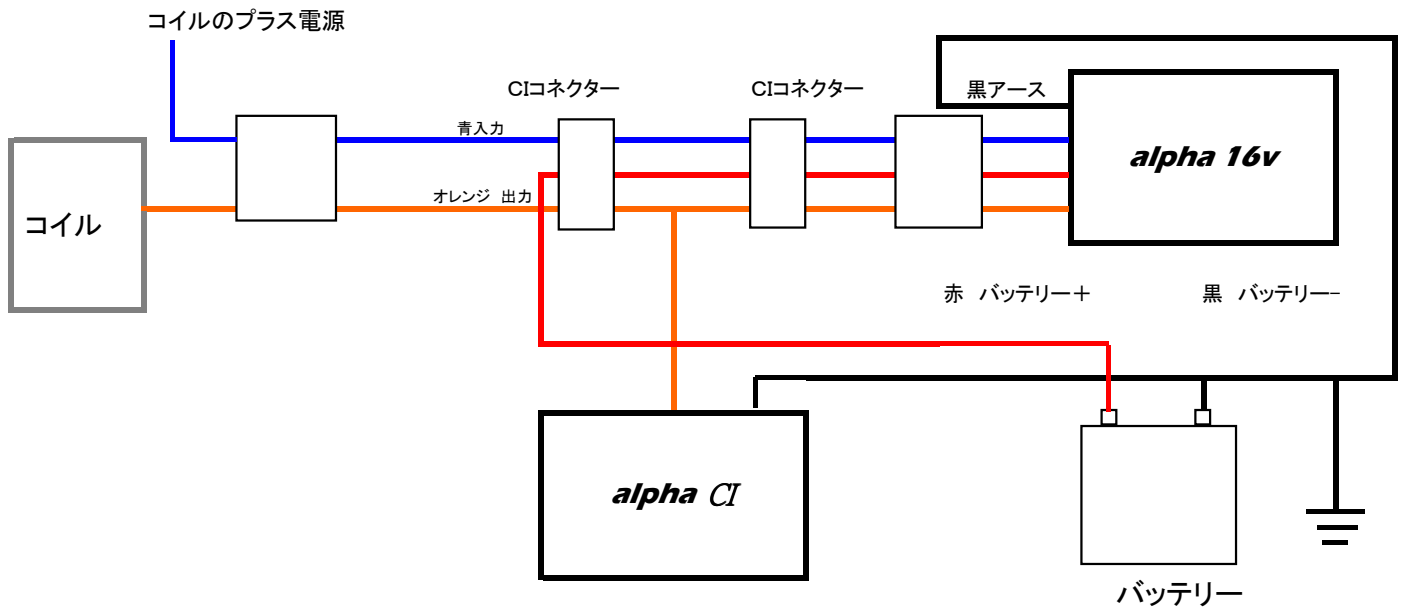 コイルのプラス電源
CIコネクター
CIコネクター
黒アース
青入力
alpha 16v
オレンジ 出力
コイル
赤 バッテリー＋
黒 バッテリー−
alpha CI
バッテリー